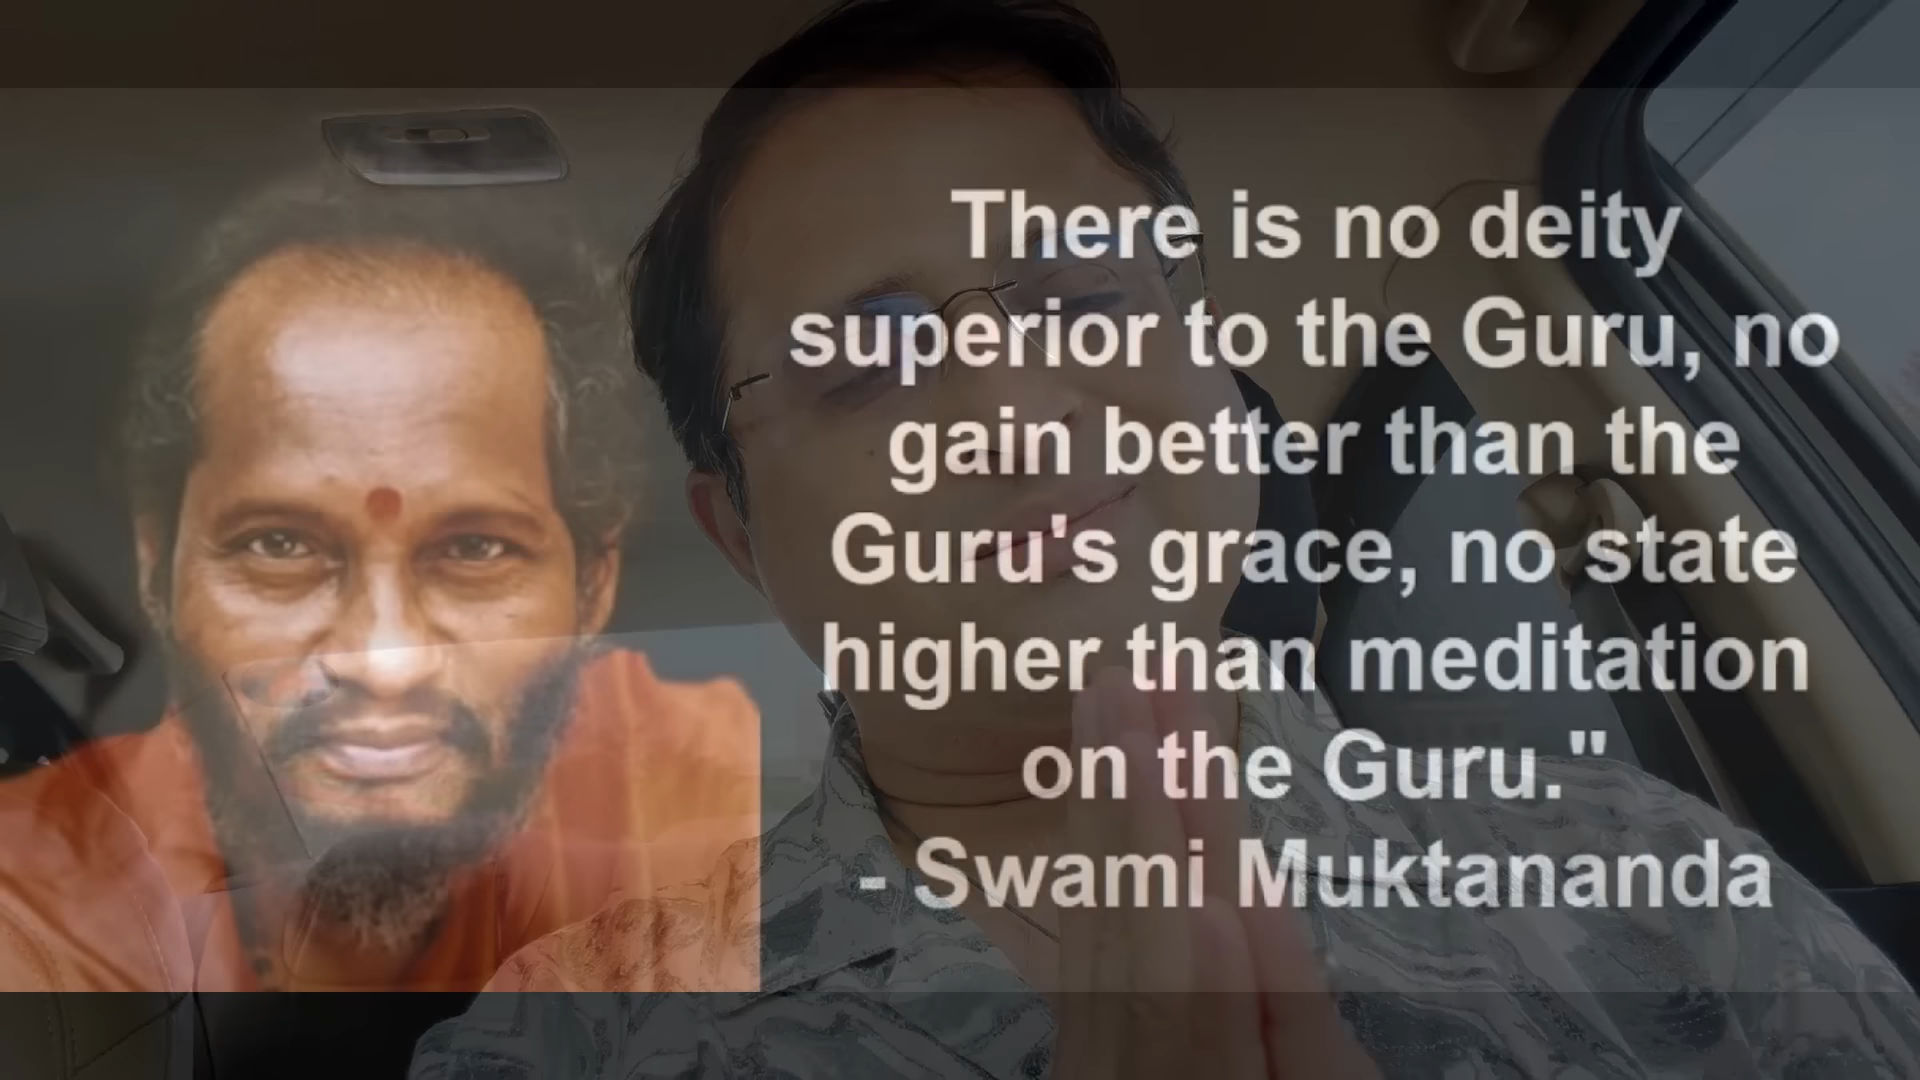 There is no deity
superior to the Guru, no
gain better than the
Guru's grace, no state
higher than meditation
on the Guru."
- Swami Muktananda